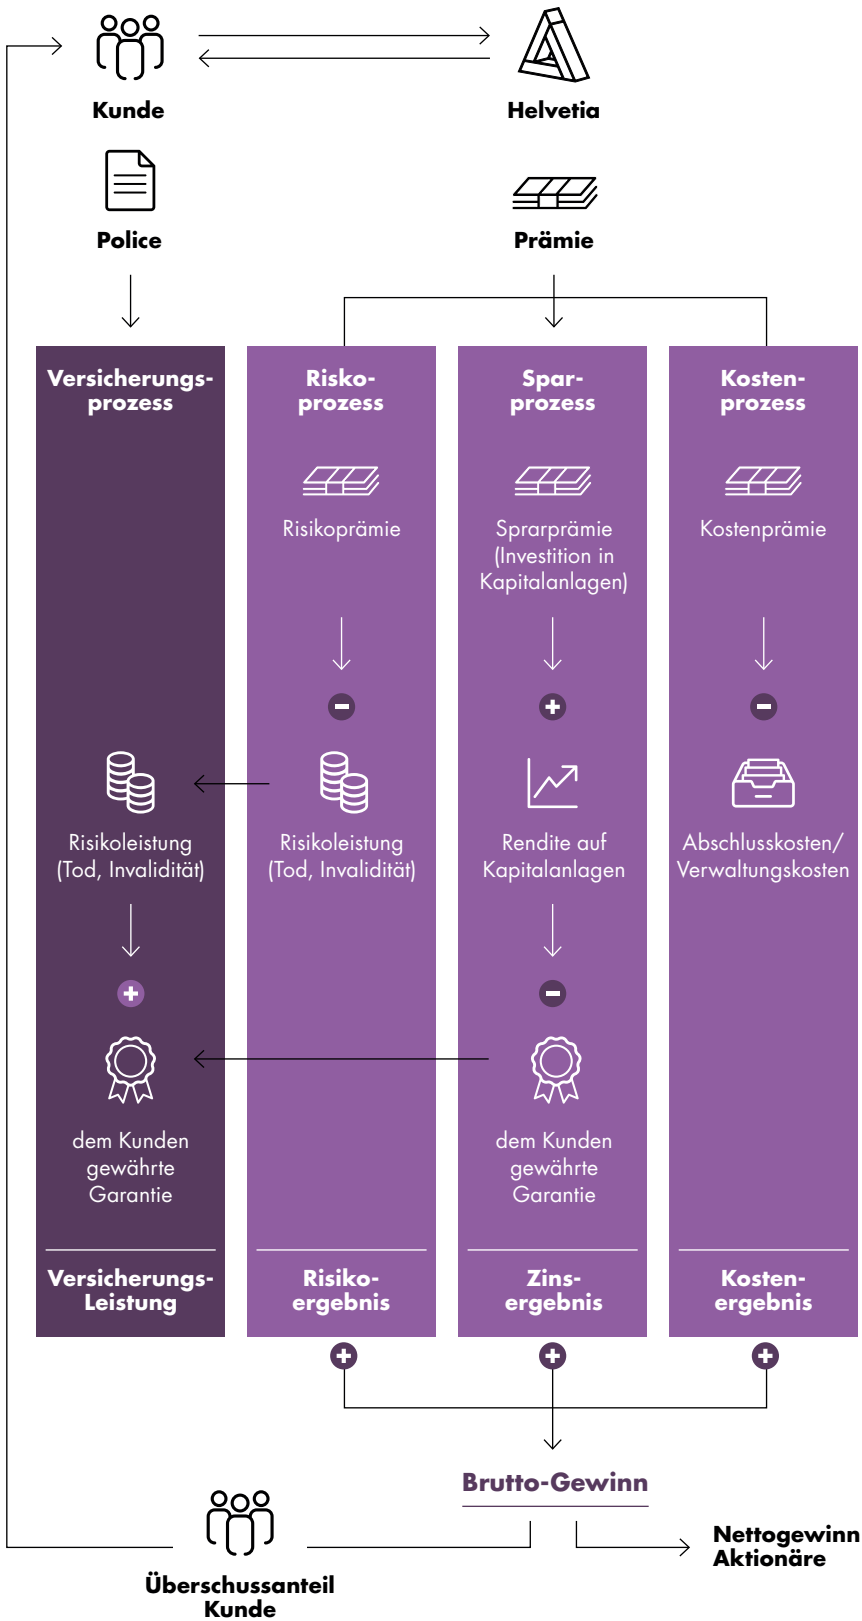 Kunde
Helvetia
Police
Prämie
Versicherungs-
prozess
Risko-
prozess
Spar-
prozess
Kosten-
prozess
Risikoprämie
Sprarprämie
(Investition in
Kapitalanlagen)
Kostenprämie
Risikoleistung
(Tod, Invalidität)
Risikoleistung
(Tod, Invalidität)
Rendite auf
Kapitalanlagen
Abschlusskosten/
Verwaltungskosten
dem Kunden
gewährte
Garantie
dem Kunden
gewährte
Garantie
Versicherungs-
Leistung
Risiko-
ergebnis
Zins-
ergebnis
Kosten-
ergebnis
Brutto-Gewinn
Nettogewinn
Aktionäre
Überschussanteil
Kunde